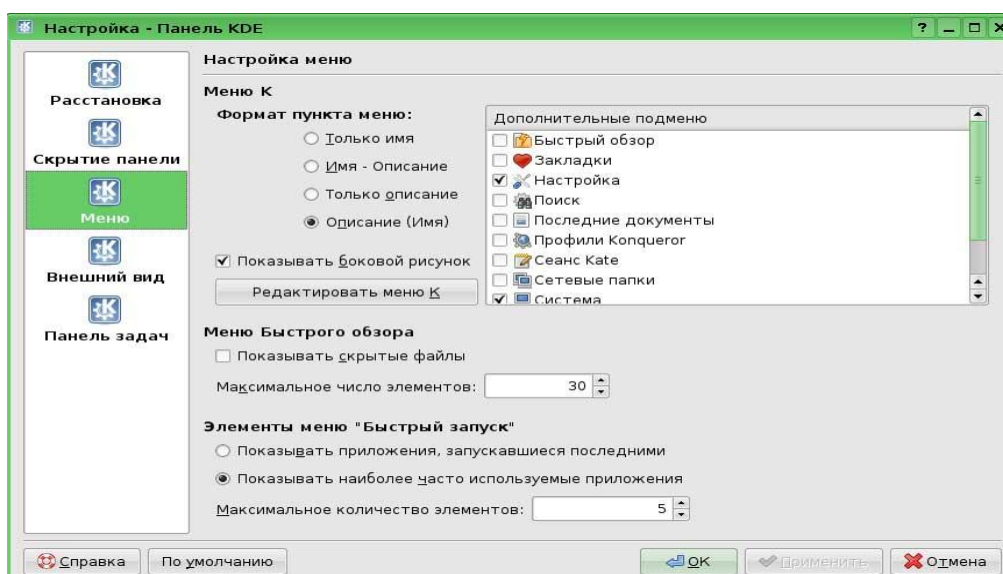 Настройка - Панель KDE
Расстановка
Скрытие панели
Меню
Внешний вид
Панель задач
Настройка меню
Меню К
Формат пункта меню:
Только имя
Имя - Описание
Только описание
Описание (Имя)
Показывать боковой рисунок
Редактировать меню К
Дополнительные подменю
Быстрый обзор
Закладки
Настройка
Поиск
Последние документы
Профили Konqueror
Сеанс Kate
Сетевые папки
Система
Меню Быстрого обзора
Показывать скрытые файлы
Максимальное число элементов: 30
Элементы меню "Быстрый запуск"
Показывать приложения, запускавшиеся последними
Показывать наиболее часто используемые приложения
Максимальное количество элементов: 5
Справка
По умолчанию
OK
Применить
Отмена